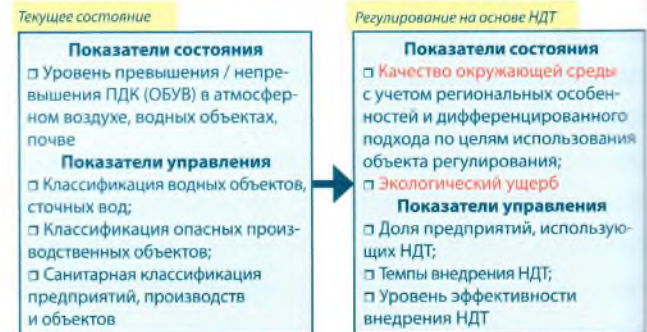 Текущее состояние
Показатели состояния
❒ Уровень превышения / непре-
вышения ПДК (ОБУВ) в атмосфер-
ном воздухе, водных объектах,
почве
Показатели управления
❒ Классификация водных объектов,
сточных вод;
❒ Классификация опасных произ-
водственных объектов;
❒ Санитарная классификация
предприятий, производств
и объектов
Регулирование на основе НДТ
Показатели состояния
❒ Качество окружающей среды
с учетом региональных особен-
ностей и дифференцированного
подхода по целям использования
объекта регулирования;
❒ Экологический ущерб
Показатели управления
❒ Доля предприятий, использую-
щих НДТ;
❒ Темпы внедрения НДТ;
❒ Уровень эффективности
внедрения НДТ